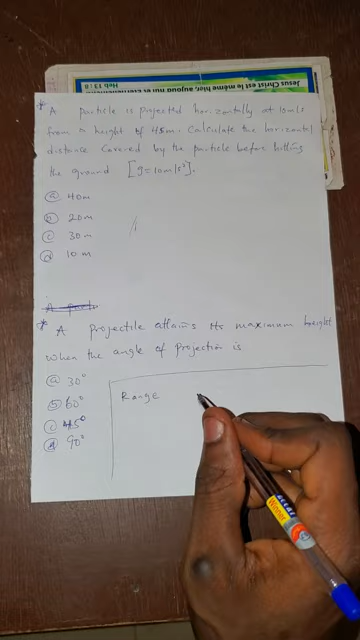 Jésus Christ est le même hier, aujourd'hui et éternellement
Heb 13:8
* A particle is projected horizontally at 10m/s
from a height of 45m. Calculate the horizontal
distance covered by the particle before hitting
the ground [g=10m/s²].
(a) 40m
(b) 20m
(c) 30m
(d) 10m
* A projectile attains its maximum height
when the angle of projection is
(a) 30°
(b) 60°
(c) 45°
(d) 90°
Range
Winner